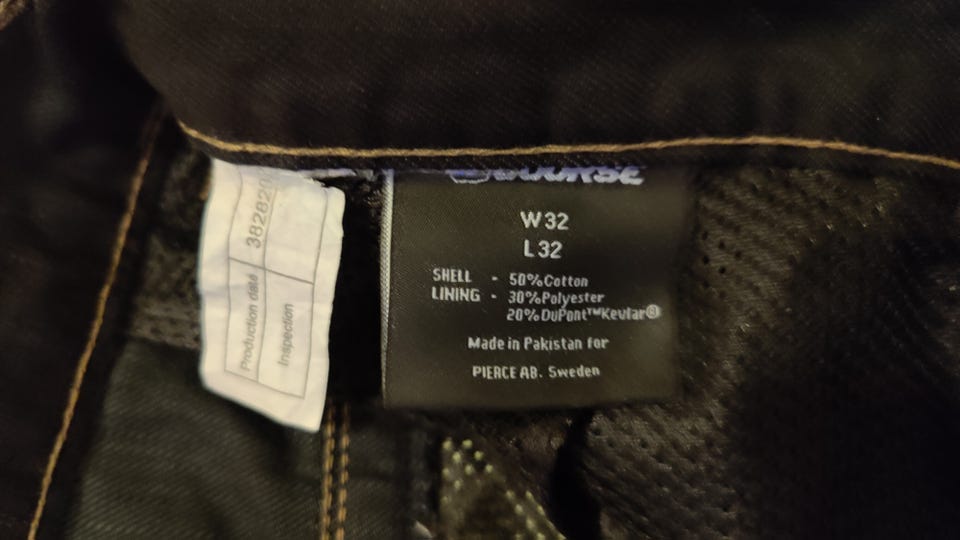 COURSE
W32
L32
SHELL - 50%Cotton
LINING - 30%Polyester
20%DuPont™Kevlar®
Made in Pakistan for
PIERCE AB. Sweden
Production date
Inspection